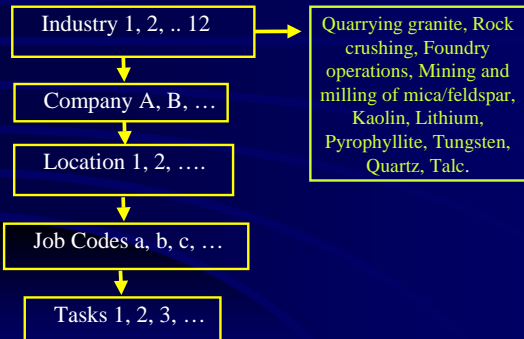 Industry 1, 2, .. 12
Company A, B, …
Location 1, 2, ….
Job Codes a, b, c, …
Tasks 1, 2, 3, …
Quarrying granite, Rock
crushing, Foundry
operations, Mining and
milling of mica/feldspar,
Kaolin, Lithium,
Pyrophyllite, Tungsten,
Quartz, Talc.